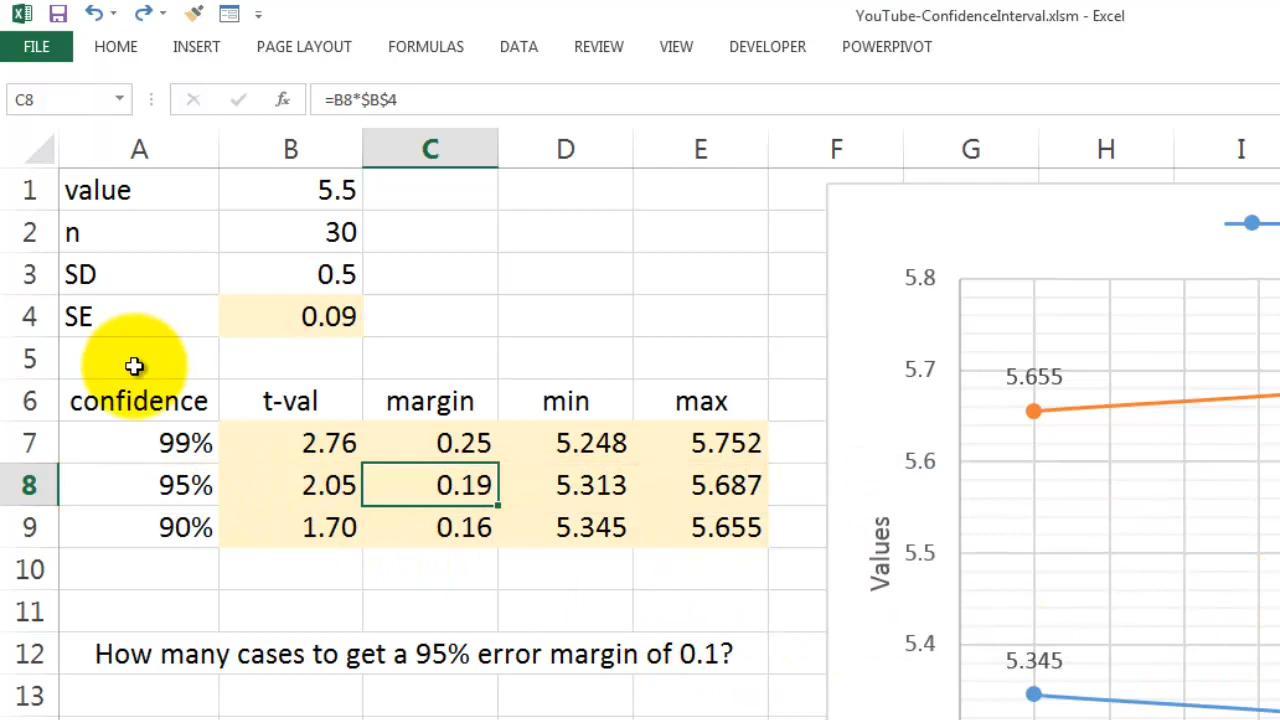 YouTube-ConfidenceInterval.xlsm - Excel
FILE HOME INSERT PAGE LAYOUT FORMULAS DATA REVIEW VIEW DEVELOPER POWERPIVOT
C8 fx =B8*$B$4
A B C D E F G H I
1 value 5.5
2 n 30
3 SD 0.5
4 SE 0.09
5
6 confidence t-val margin min max
7 99% 2.76 0.25 5.248 5.752
8 95% 2.05 0.19 5.313 5.687
9 90% 1.70 0.16 5.345 5.655
10
11
12 How many cases to get a 95% error margin of 0.1?
13
5.8
5.7
5.655
5.6
Values
5.5
5.4
5.345